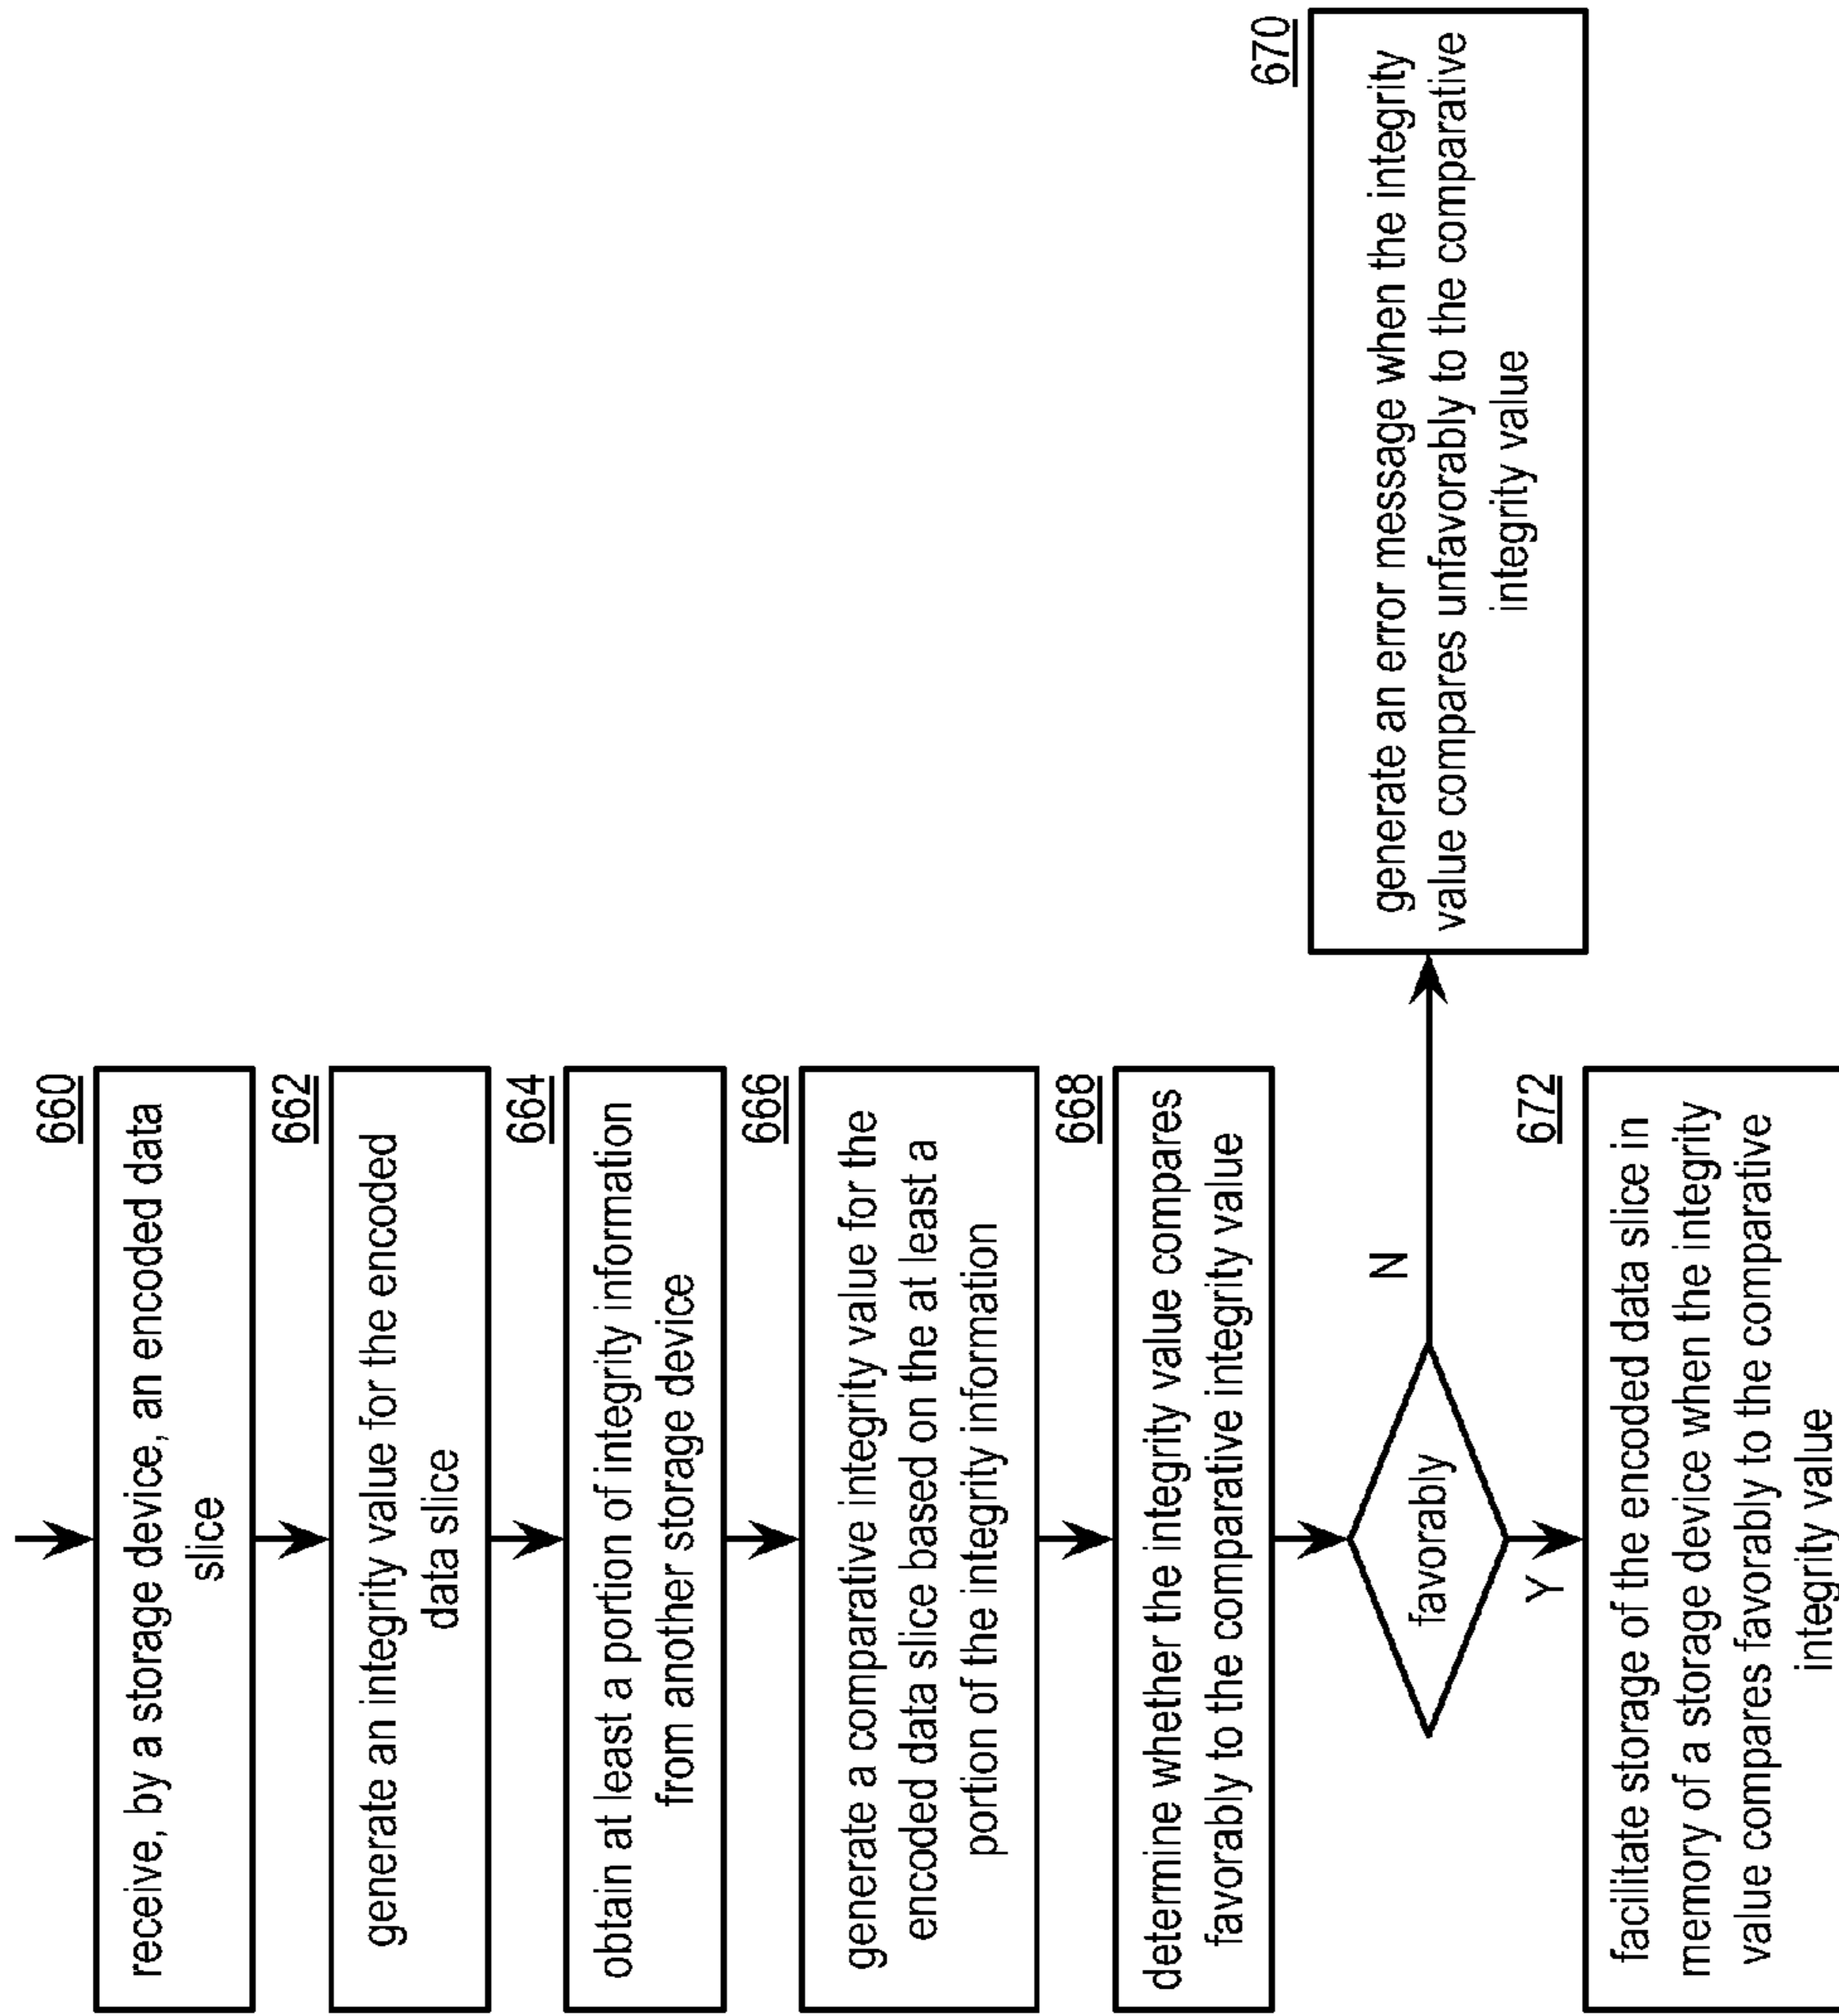 660
receive, by a storage device, an encoded data
slice
662
generate an integrity value for the encoded
data slice
664
obtain at least a portion of integrity information
from another storage device
666
generate a comparative integrity value for the
encoded data slice based on the at least a
portion of the integrity information
668
determine whether the integrity value compares
favorably to the comparative integrity value
favorably
N
670
generate an error message when the integrity
value compares unfavorably to the comparative
integrity value
Y
672
facilitate storage of the encoded data slice in
memory of a storage device when the integrity
value compares favorably to the comparative
integrity value